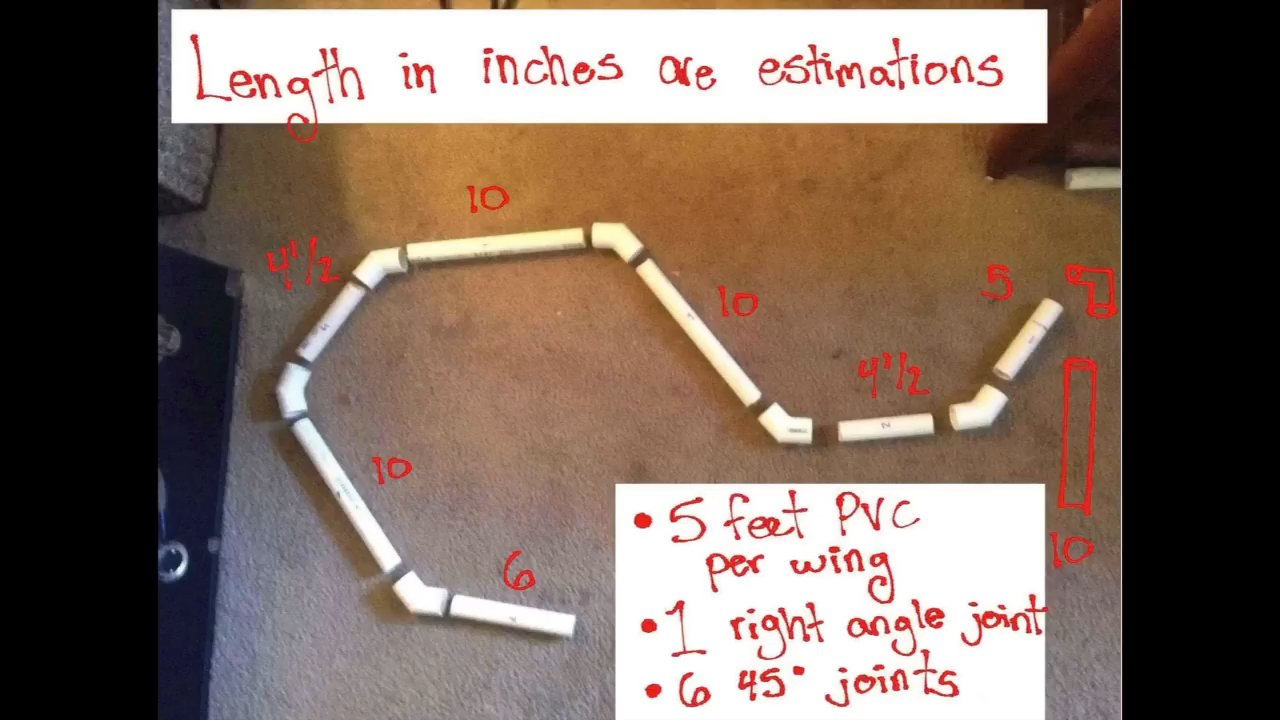 Length in inches are estimations
10
4 1/2
10
5
4 1/2
10
6
10
• 5 feet PVC
per wing
• 1 right angle joint
• 6 45° joints